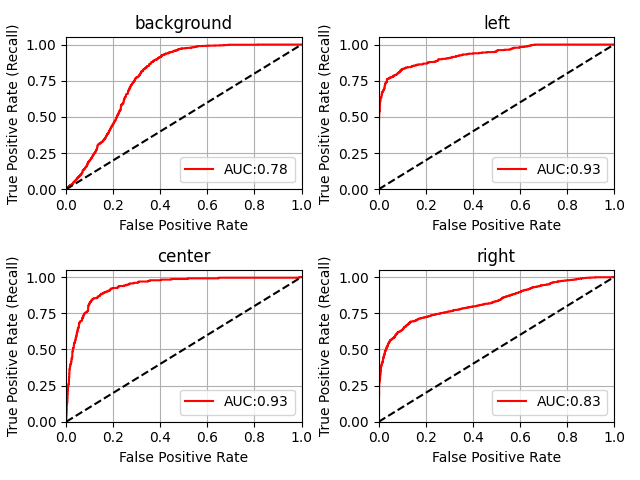 background
True Positive Rate (Recall)
1.00
0.75
0.50
0.25
0.00
AUC:0.78
0.0 0.2 0.4 0.6 0.8 1.0
False Positive Rate
left
True Positive Rate (Recall)
1.00
0.75
0.50
0.25
0.00
AUC:0.93
0.0 0.2 0.4 0.6 0.8 1.0
False Positive Rate
center
True Positive Rate (Recall)
1.00
0.75
0.50
0.25
0.00
AUC:0.93
0.0 0.2 0.4 0.6 0.8 1.0
False Positive Rate
right
True Positive Rate (Recall)
1.00
0.75
0.50
0.25
0.00
AUC:0.83
0.0 0.2 0.4 0.6 0.8 1.0
False Positive Rate